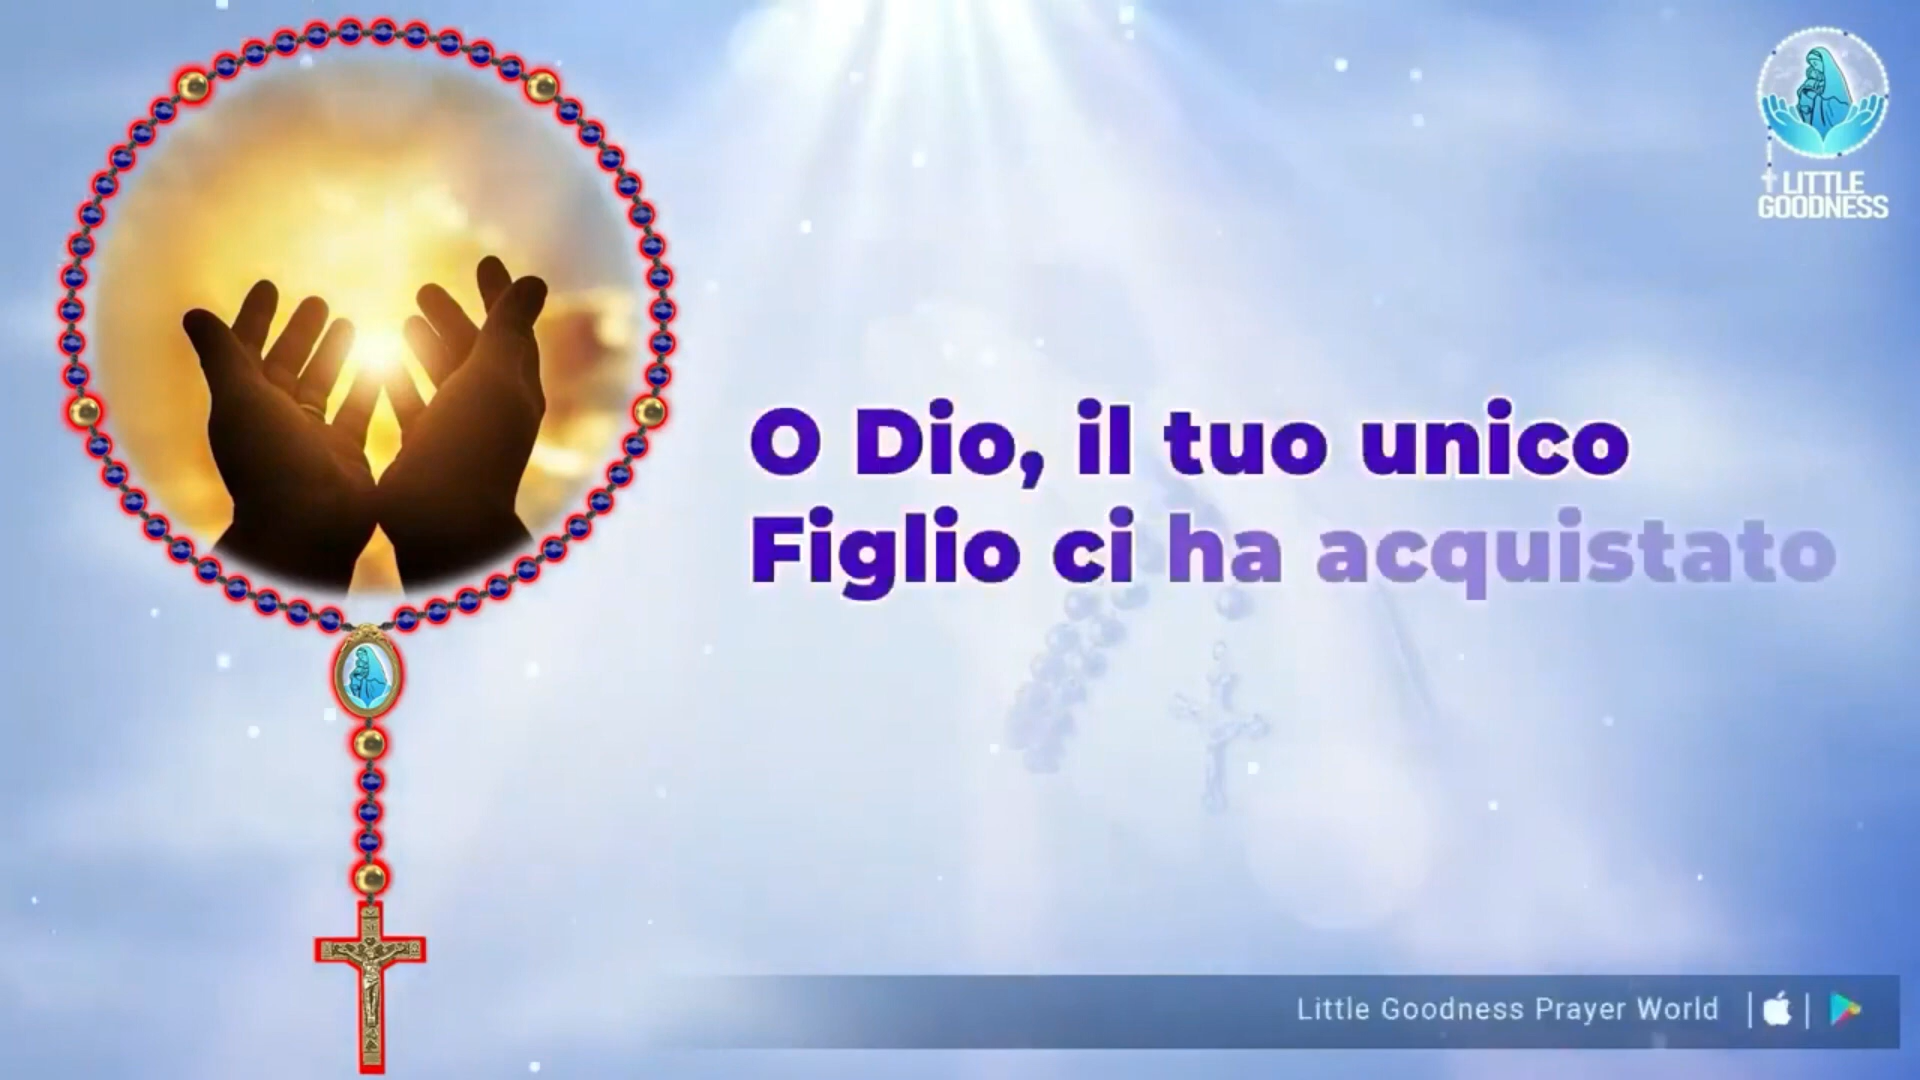 LITTLE
GOODNESS
O Dio, il tuo unico
Figlio ci ha acquistato
Little Goodness Prayer World